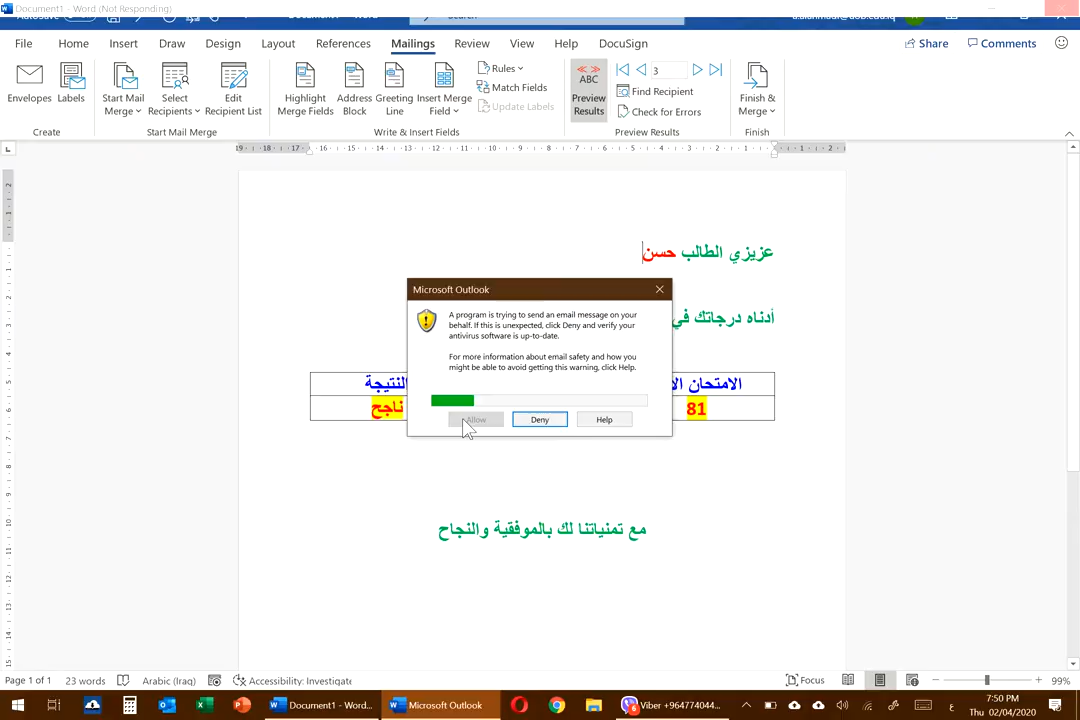 Document1 - Word (Not Responding)
File Home Insert Draw Design Layout References Mailings Review View Help DocuSign Share Comments
Envelopes Labels Start Mail Merge Select Recipients Edit Recipient List Highlight Merge Fields Address Block Greeting Line Insert Merge Field Rules Match Fields Update Labels ABC Preview Results 3 Find Recipient Check for Errors Finish & Merge
Create Start Mail Merge Write & Insert Fields Preview Results Finish
عزيزي الطالب حسن
Microsoft Outlook
A program is trying to send an email message on your
behalf. If this is unexpected, click Deny and verify your
antivirus software is up-to-date.
For more information about email safety and how you
might be able to avoid getting this warning, click Help.
Allow Deny Help
أدناه درجاتك في
الامتحان النتيجة
81 ناجح
مع تمنياتنا لك بالموفقية والنجاح
Page 1 of 1 23 words Arabic (Iraq) Accessibility: Investigate Focus 99%
Document1 - Word... Microsoft Outlook Viber +964774044... 6 ع 7:50 PM
Thu 02/04/2020